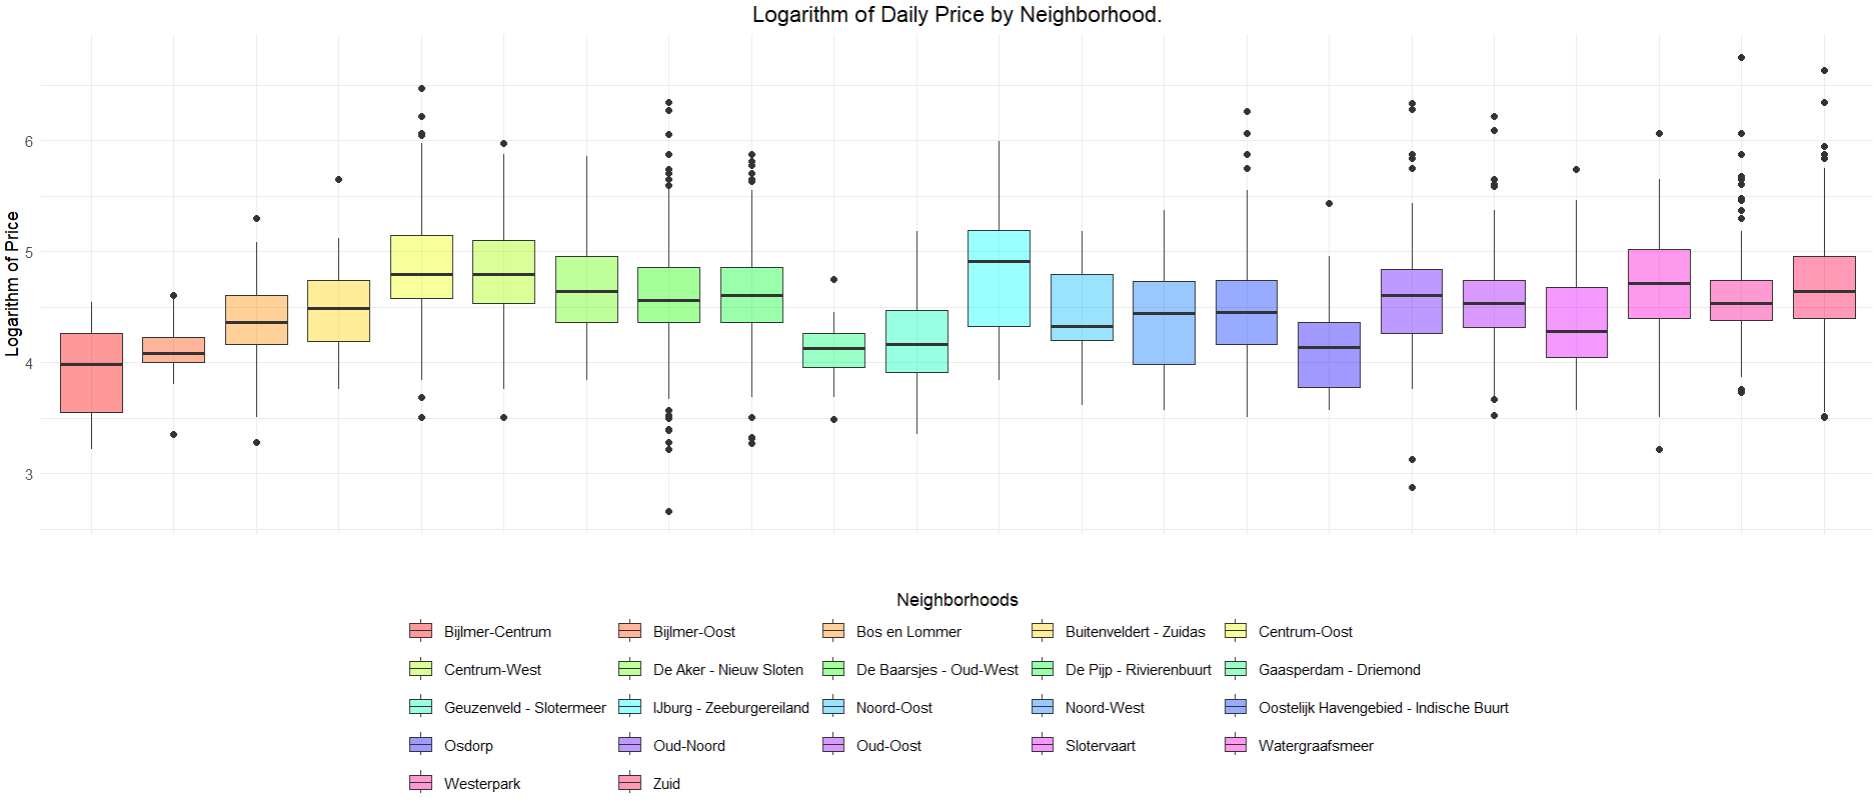 Logarithm of Daily Price by Neighborhood.
Logarithm of Price
6
5
4
3
Neighborhoods
Bijlmer-Centrum Bijlmer-Oost Bos en Lommer Buitenveldert - Zuidas Centrum-Oost
Centrum-West De Aker - Nieuw Sloten De Baarsjes - Oud-West De Pijp - Rivierenbuurt Gaasperdam - Driemond
Geuzenveld - Slotermeer IJburg - Zeeburgereiland Noord-Oost Noord-West Oostelijk Havengebied - Indische Buurt
Osdorp Oud-Noord Oud-Oost Slotervaart Watergraafsmeer
Westerpark Zuid